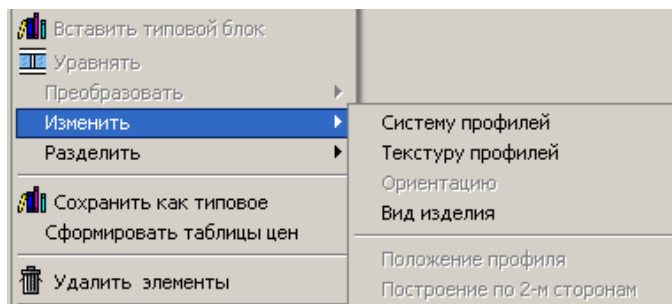 Вставить типовой блок
Уравнять
Преобразовать
Изменить
Разделить
Сохранить как типовое
Сформировать таблицы цен
Удалить элементы
Систему профилей
Текстуру профилей
Ориентацию
Вид изделия
Положение профиля
Построение по 2-м сторонам